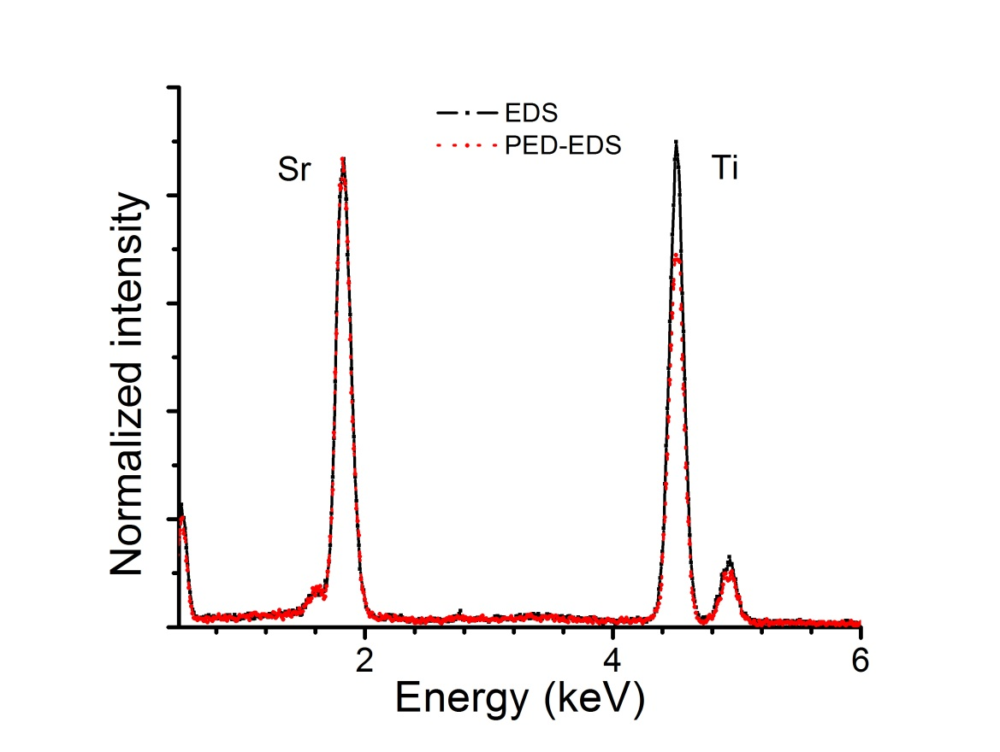 EDS
PED-EDS
Sr
Ti
Normalized intensity
2
4
6
Energy (keV)